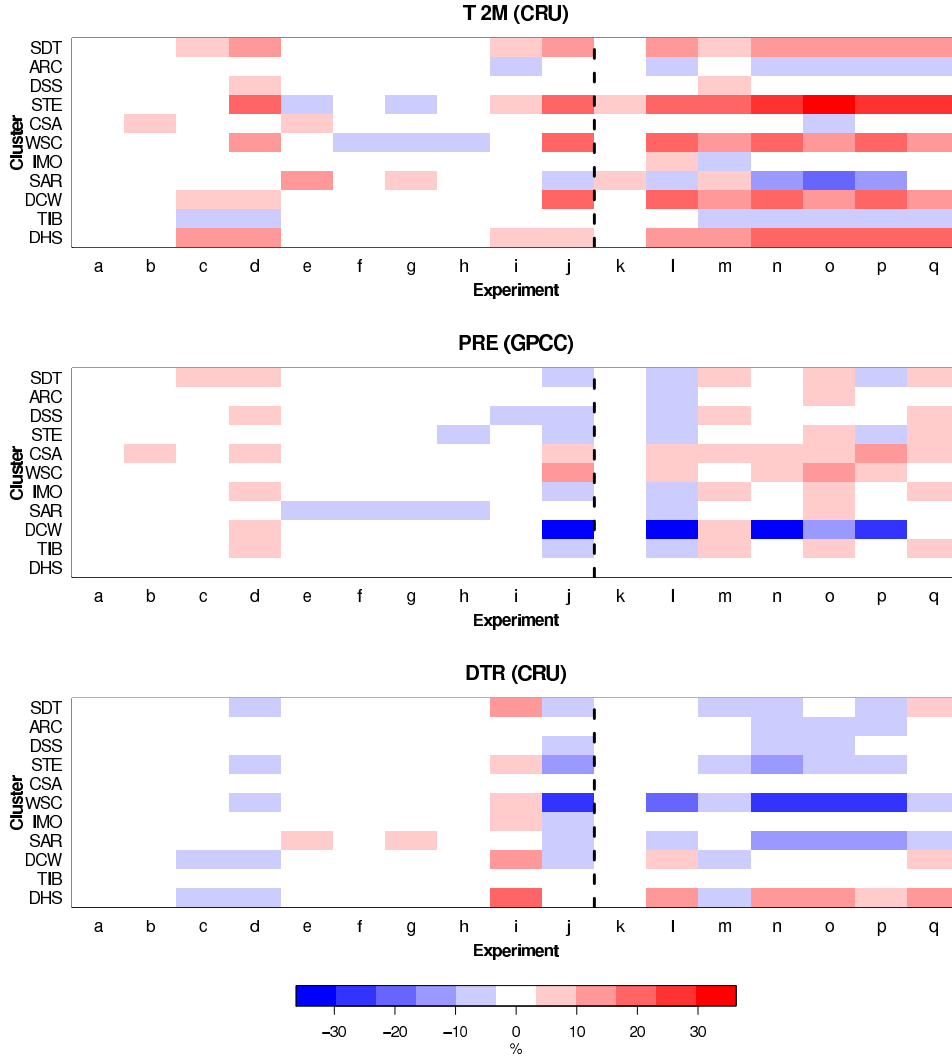 T 2M (CRU)
Cluster
SDT
ARC
DSS
STE
CSA
WSC
IMO
SAR
DCW
TIB
DHS
a b c d e f g h i j k l m n o p q
Experiment
PRE (GPCC)
Cluster
SDT
ARC
DSS
STE
CSA
WSC
IMO
SAR
DCW
TIB
DHS
a b c d e f g h i j k l m n o p q
Experiment
DTR (CRU)
Cluster
SDT
ARC
DSS
STE
CSA
WSC
IMO
SAR
DCW
TIB
DHS
a b c d e f g h i j k l m n o p q
Experiment
−30 −20 −10 0 10 20 30
%